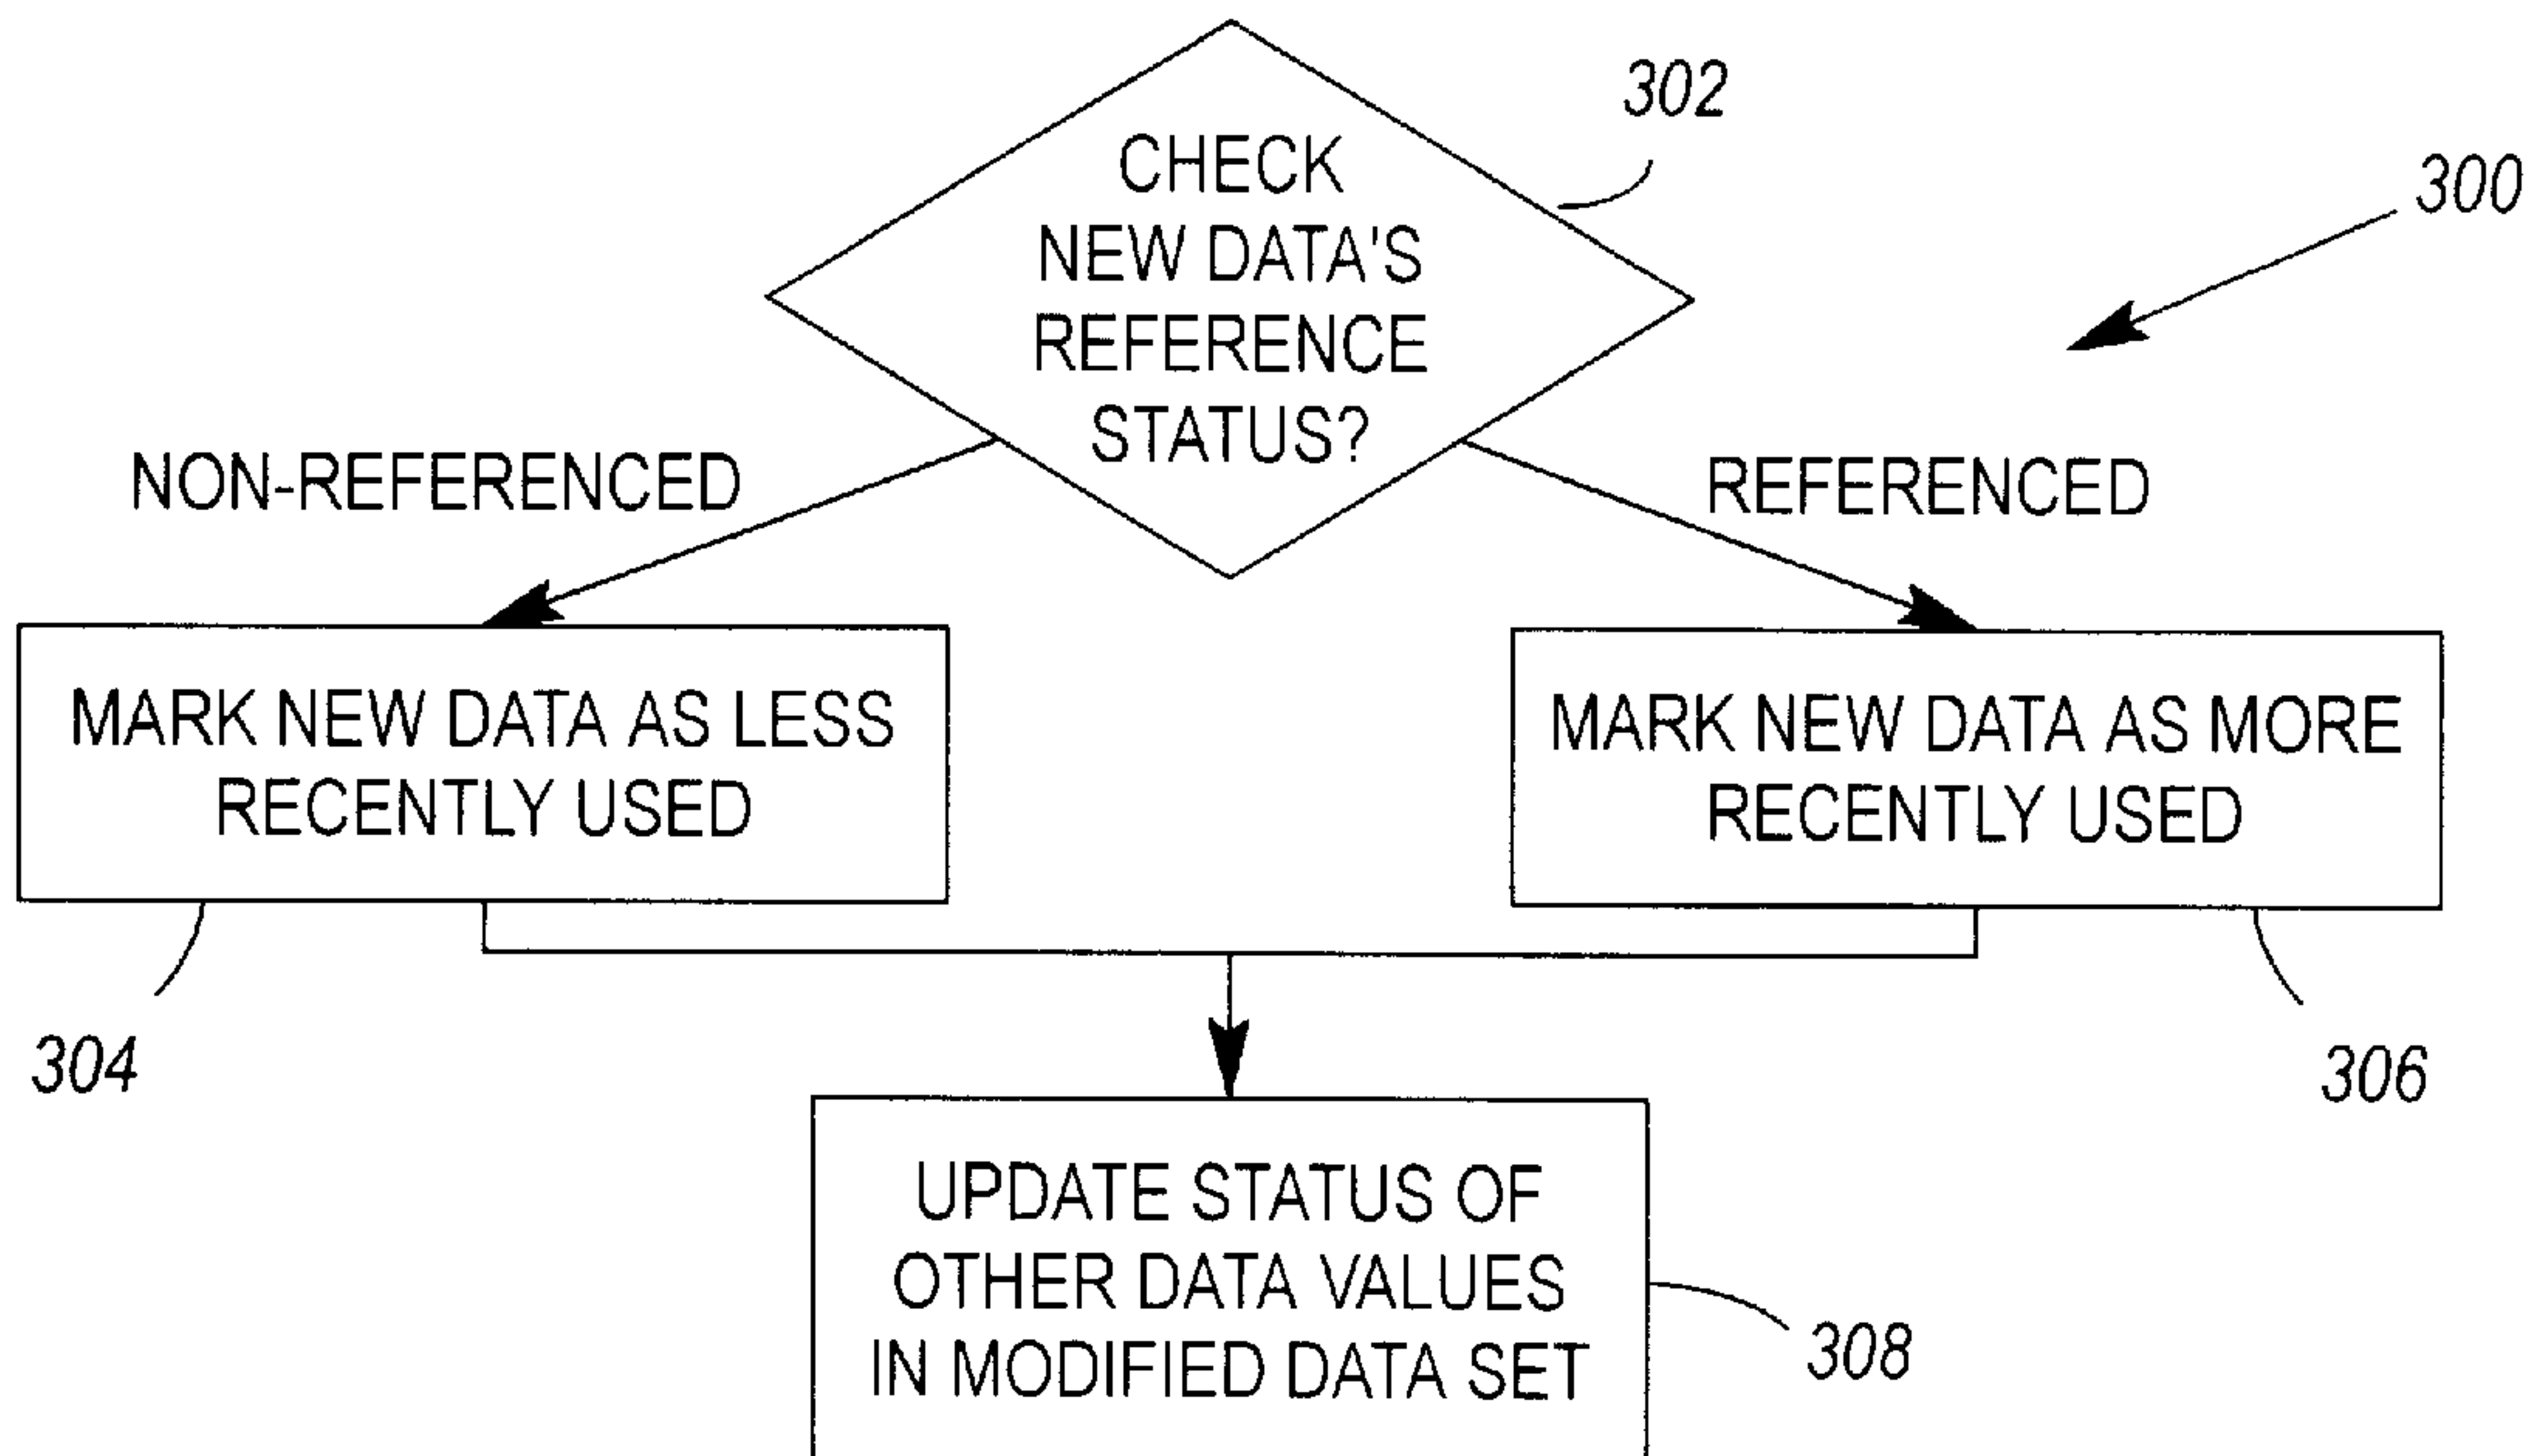 302
300
CHECK
NEW DATA'S
REFERENCE
STATUS?
NON-REFERENCED
REFERENCED
MARK NEW DATA AS LESS
RECENTLY USED
MARK NEW DATA AS MORE
RECENTLY USED
304
306
UPDATE STATUS OF
OTHER DATA VALUES
IN MODIFIED DATA SET
308